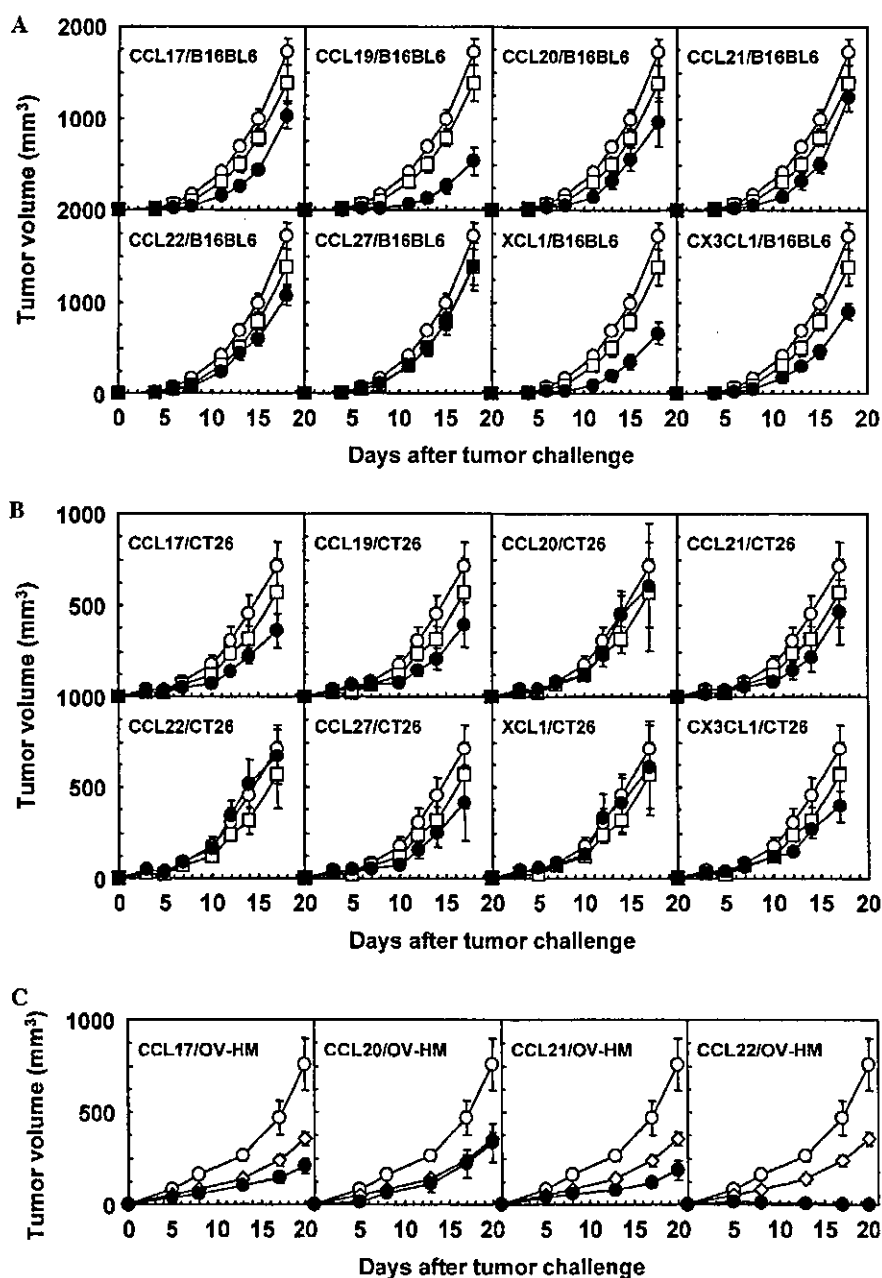 A
2000
CCL17/B16BL6
CCL19/B16BL6
CCL20/B16BL6
CCL21/B16BL6
1000
2000
CCL22/B16BL6
CCL27/B16BL6
XCL1/B16BL6
CX3CL1/B16BL6
1000
0
Tumor volume (mm³)
0 5 10 15 20 5 10 15 20 5 10 15 20 5 10 15 20
Days after tumor challenge
B
1000
CCL17/CT26
CCL19/CT26
CCL20/CT26
CCL21/CT26
500
1000
CCL22/CT26
CCL27/CT26
XCL1/CT26
CX3CL1/CT26
500
0
Tumor volume (mm³)
0 5 10 15 20 5 10 15 20 5 10 15 20 5 10 15 20
Days after tumor challenge
C
1000
CCL17/OV-HM
CCL20/OV-HM
CCL21/OV-HM
CCL22/OV-HM
500
0
Tumor volume (mm³)
0 5 10 15 20 5 10 15 20 5 10 15 20 5 10 15 20
Days after tumor challenge